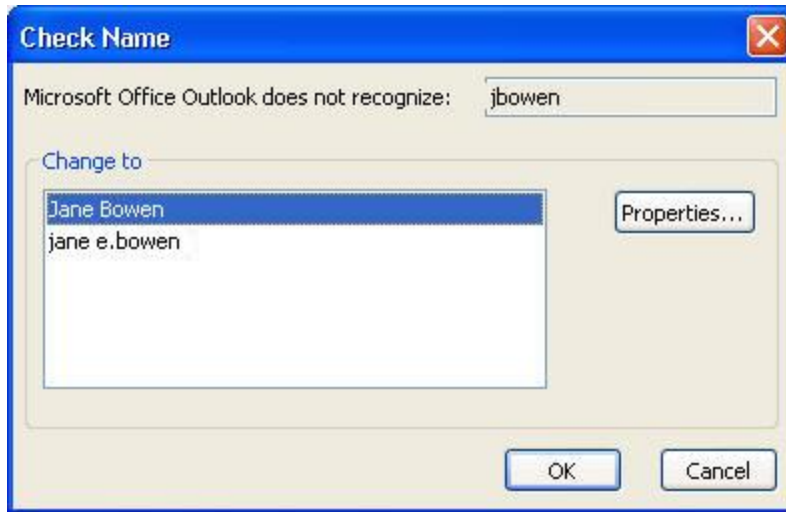 Check Name
Microsoft Office Outlook does not recognize: jbowen
Change to
Jane Bowen
Properties...
jane e.bowen
OK Cancel